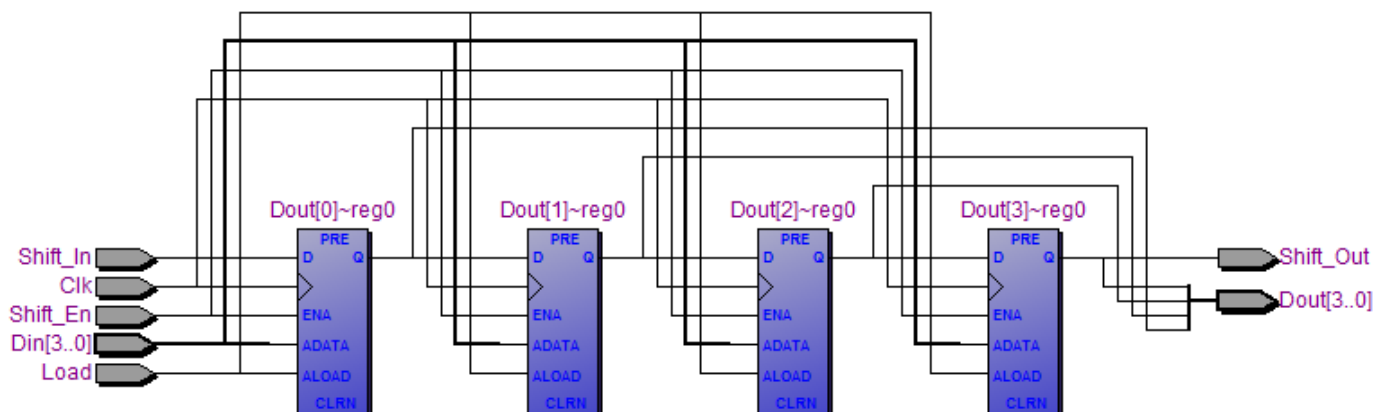 Dout[0]~reg0 Dout[1]~reg0 Dout[2]~reg0 Dout[3]~reg0
PRE PRE PRE PRE
Shift_In D Q D Q D Q D Q Shift_Out
Clk
Dout[3..0]
Shift_En ENA ENA ENA ENA
Din[3..0] ADATA ADATA ADATA ADATA
Load ALOAD ALOAD ALOAD ALOAD
CLRN CLRN CLRN CLRN